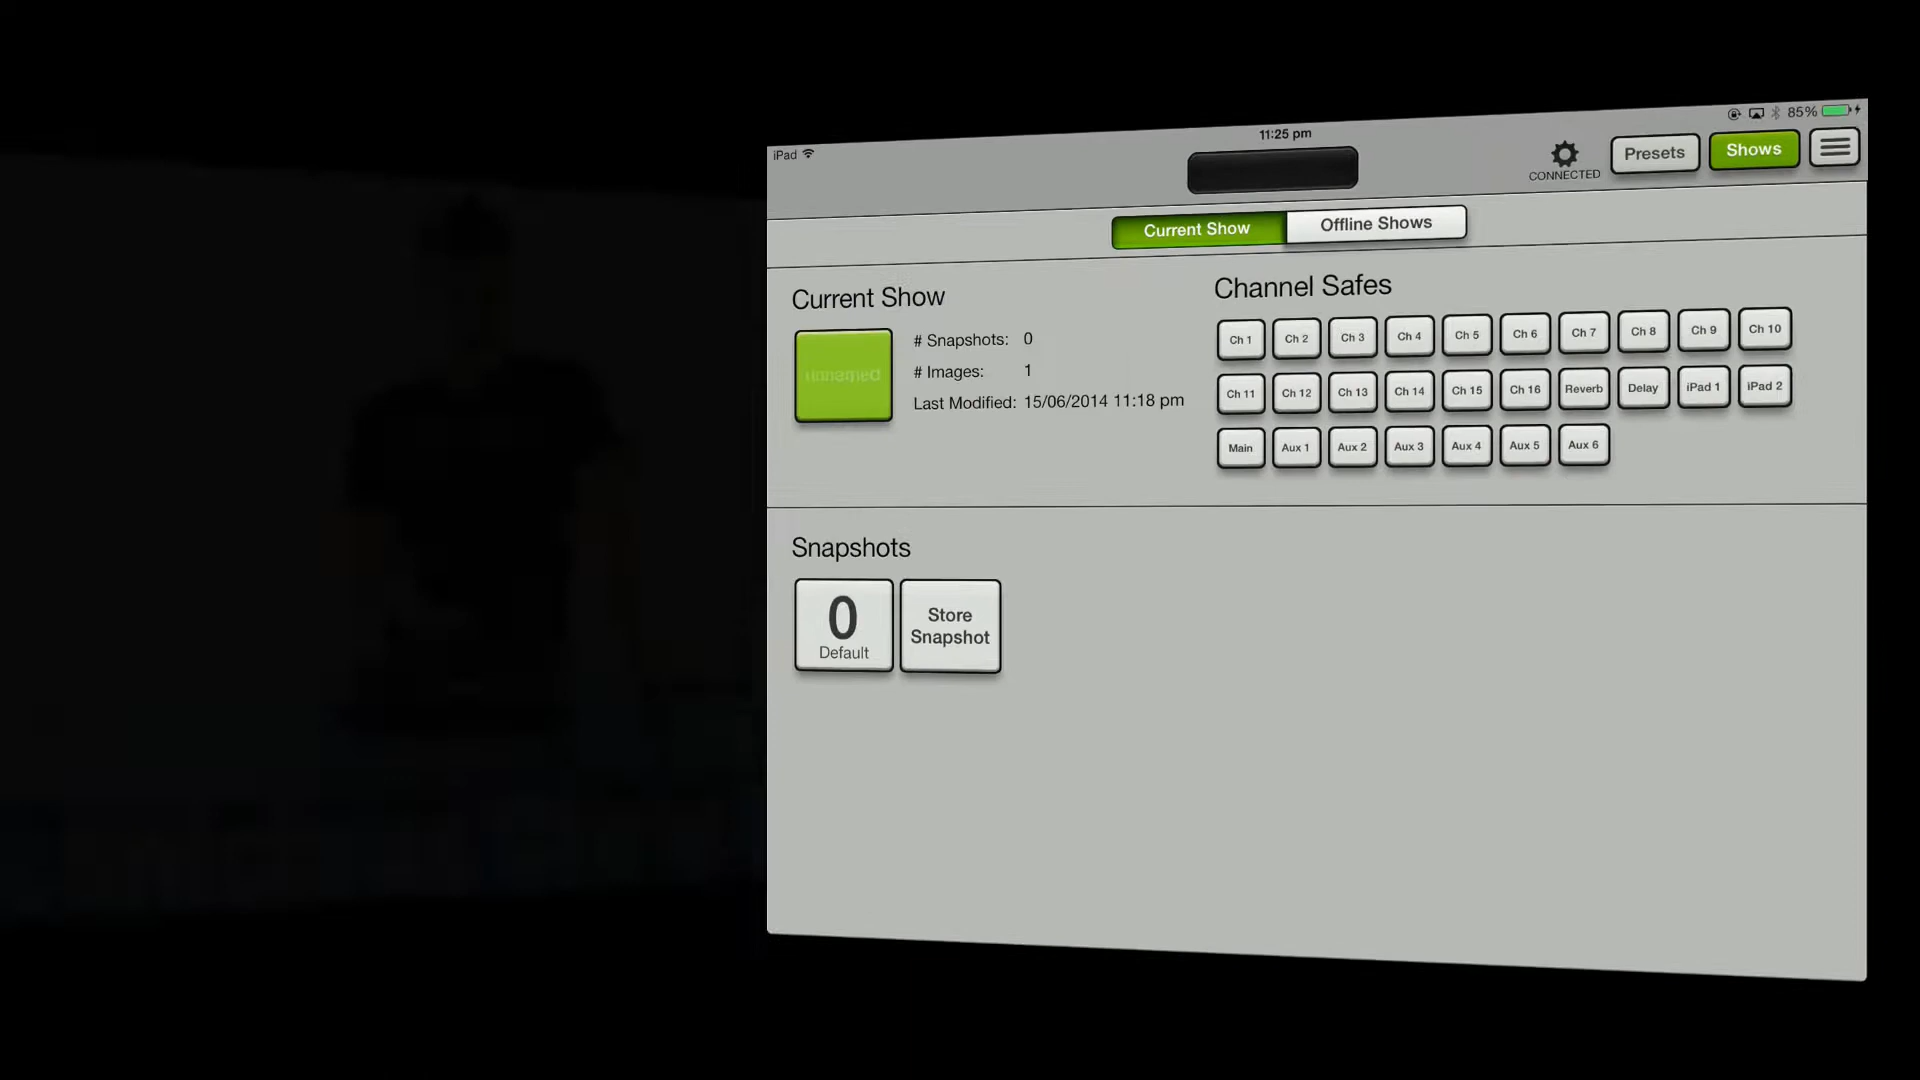 iPad
11:25 pm
85%
CONNECTED
Presets
Shows
Current Show
Offline Shows
Current Show
unnamed
# Snapshots: 0
# Images: 1
Last Modified: 15/06/2014 11:18 pm
Channel Safes
Ch 1 Ch 2 Ch 3 Ch 4 Ch 5 Ch 6 Ch 7 Ch 8 Ch 9 Ch 10
Ch 11 Ch 12 Ch 13 Ch 14 Ch 15 Ch 16 Reverb Delay iPad 1 iPad 2
Main Aux 1 Aux 2 Aux 3 Aux 4 Aux 5 Aux 6
Snapshots
0
Default
Store
Snapshot